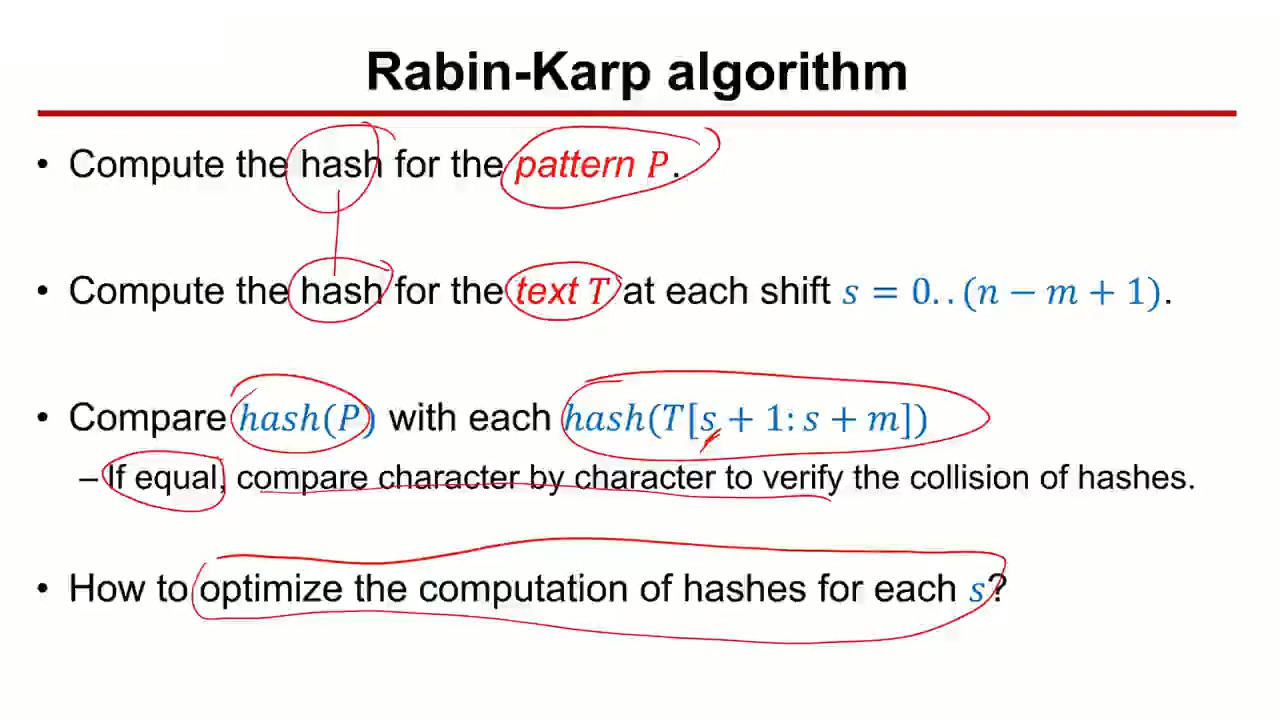 Rabin-Karp algorithm
• Compute the hash for the pattern P.
• Compute the hash for the text T at each shift s = 0..(n − m + 1).
• Compare hash(P) with each hash(T[s + 1: s + m])
– If equal, compare character by character to verify the collision of hashes.
• How to optimize the computation of hashes for each s?